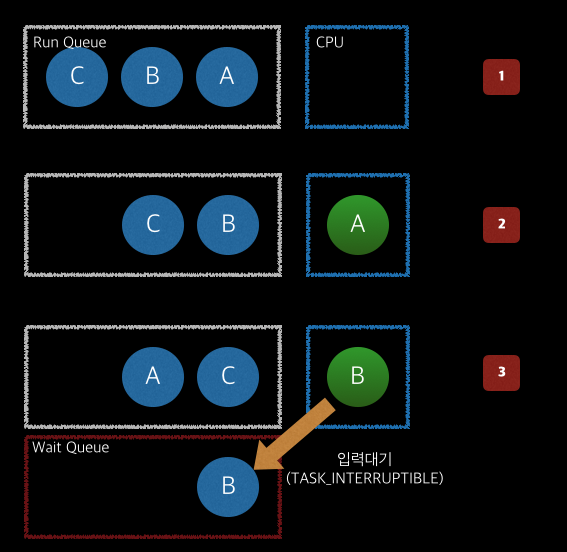 Run Queue
CPU
C B A
1
C B
A
2
A C
B
3
Wait Queue
B
입력대기
(TASK_INTERRUPTIBLE)